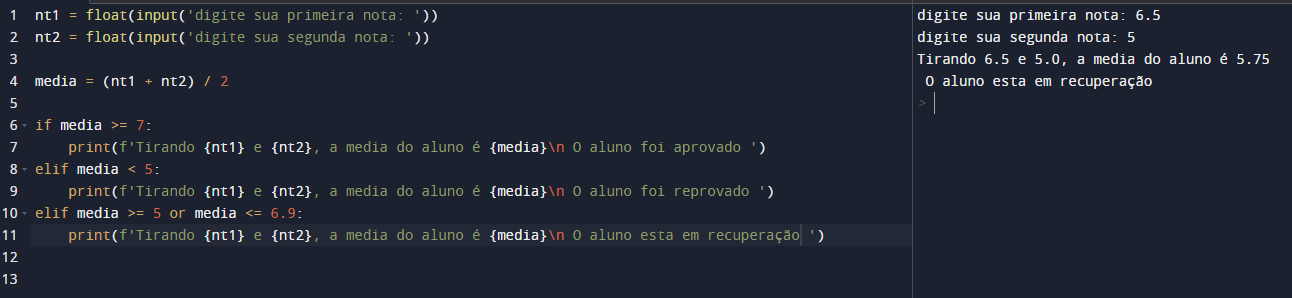 1 nt1 = float(input('digite sua primeira nota: '))
2 nt2 = float(input('digite sua segunda nota: '))
3
4 media = (nt1 + nt2) / 2
5
6 if media >= 7:
7     print(f'Tirando {nt1} e {nt2}, a media do aluno é {media}\n O aluno foi aprovado ')
8 elif media < 5:
9     print(f'Tirando {nt1} e {nt2}, a media do aluno é {media}\n O aluno foi reprovado ')
10 elif media >= 5 or media <= 6.9:
11     print(f'Tirando {nt1} e {nt2}, a media do aluno é {media}\n O aluno esta em recuperação ')
12
13
digite sua primeira nota: 6.5
digite sua segunda nota: 5
Tirando 6.5 e 5.0, a media do aluno é 5.75
 O aluno esta em recuperação
>